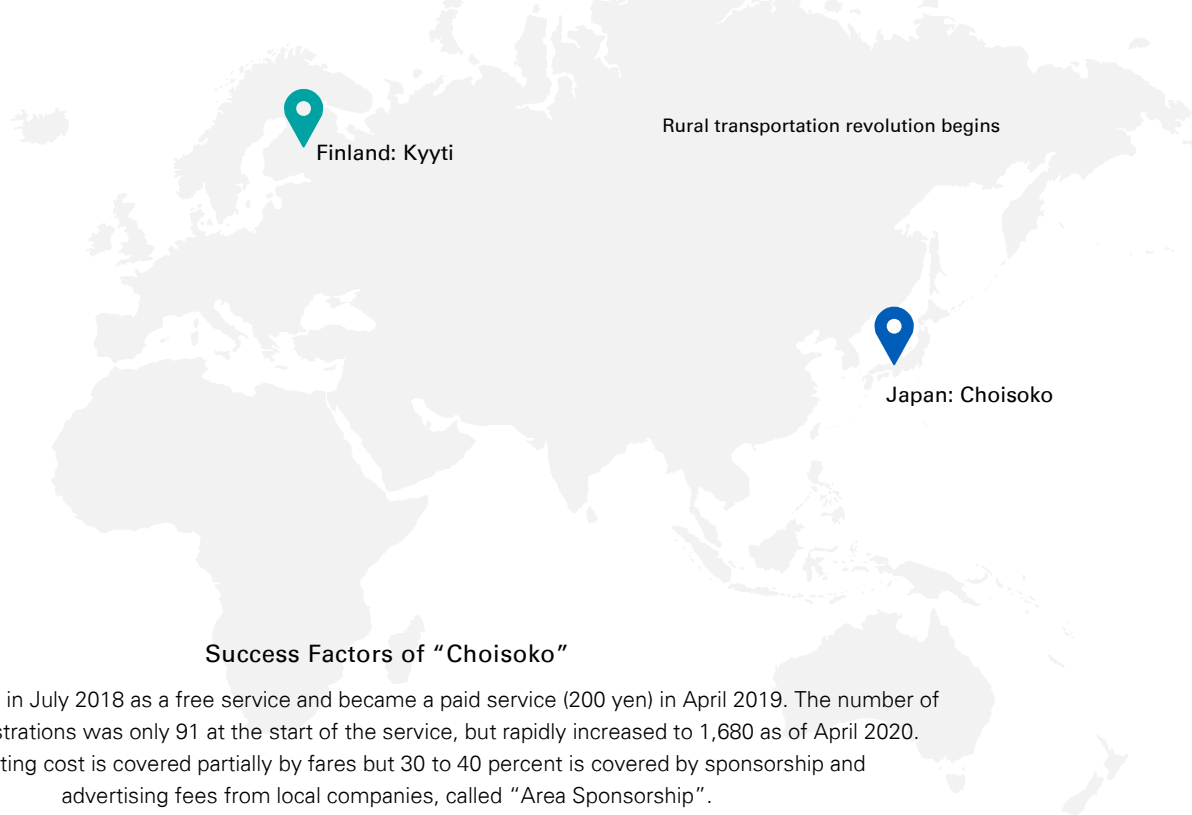 Rural transportation revolution begins
Finland: Kyyti
Japan: Choisoko
Success Factors of “Choisoko”
in July 2018 as a free service and became a paid service (200 yen) in April 2019. The number of
was only 91 at the start of the service, but rapidly increased to 1,680 as of April 2020.
cost is covered partially by fares but 30 to 40 percent is covered by sponsorship and
advertising fees from local companies, called “Area Sponsorship”.